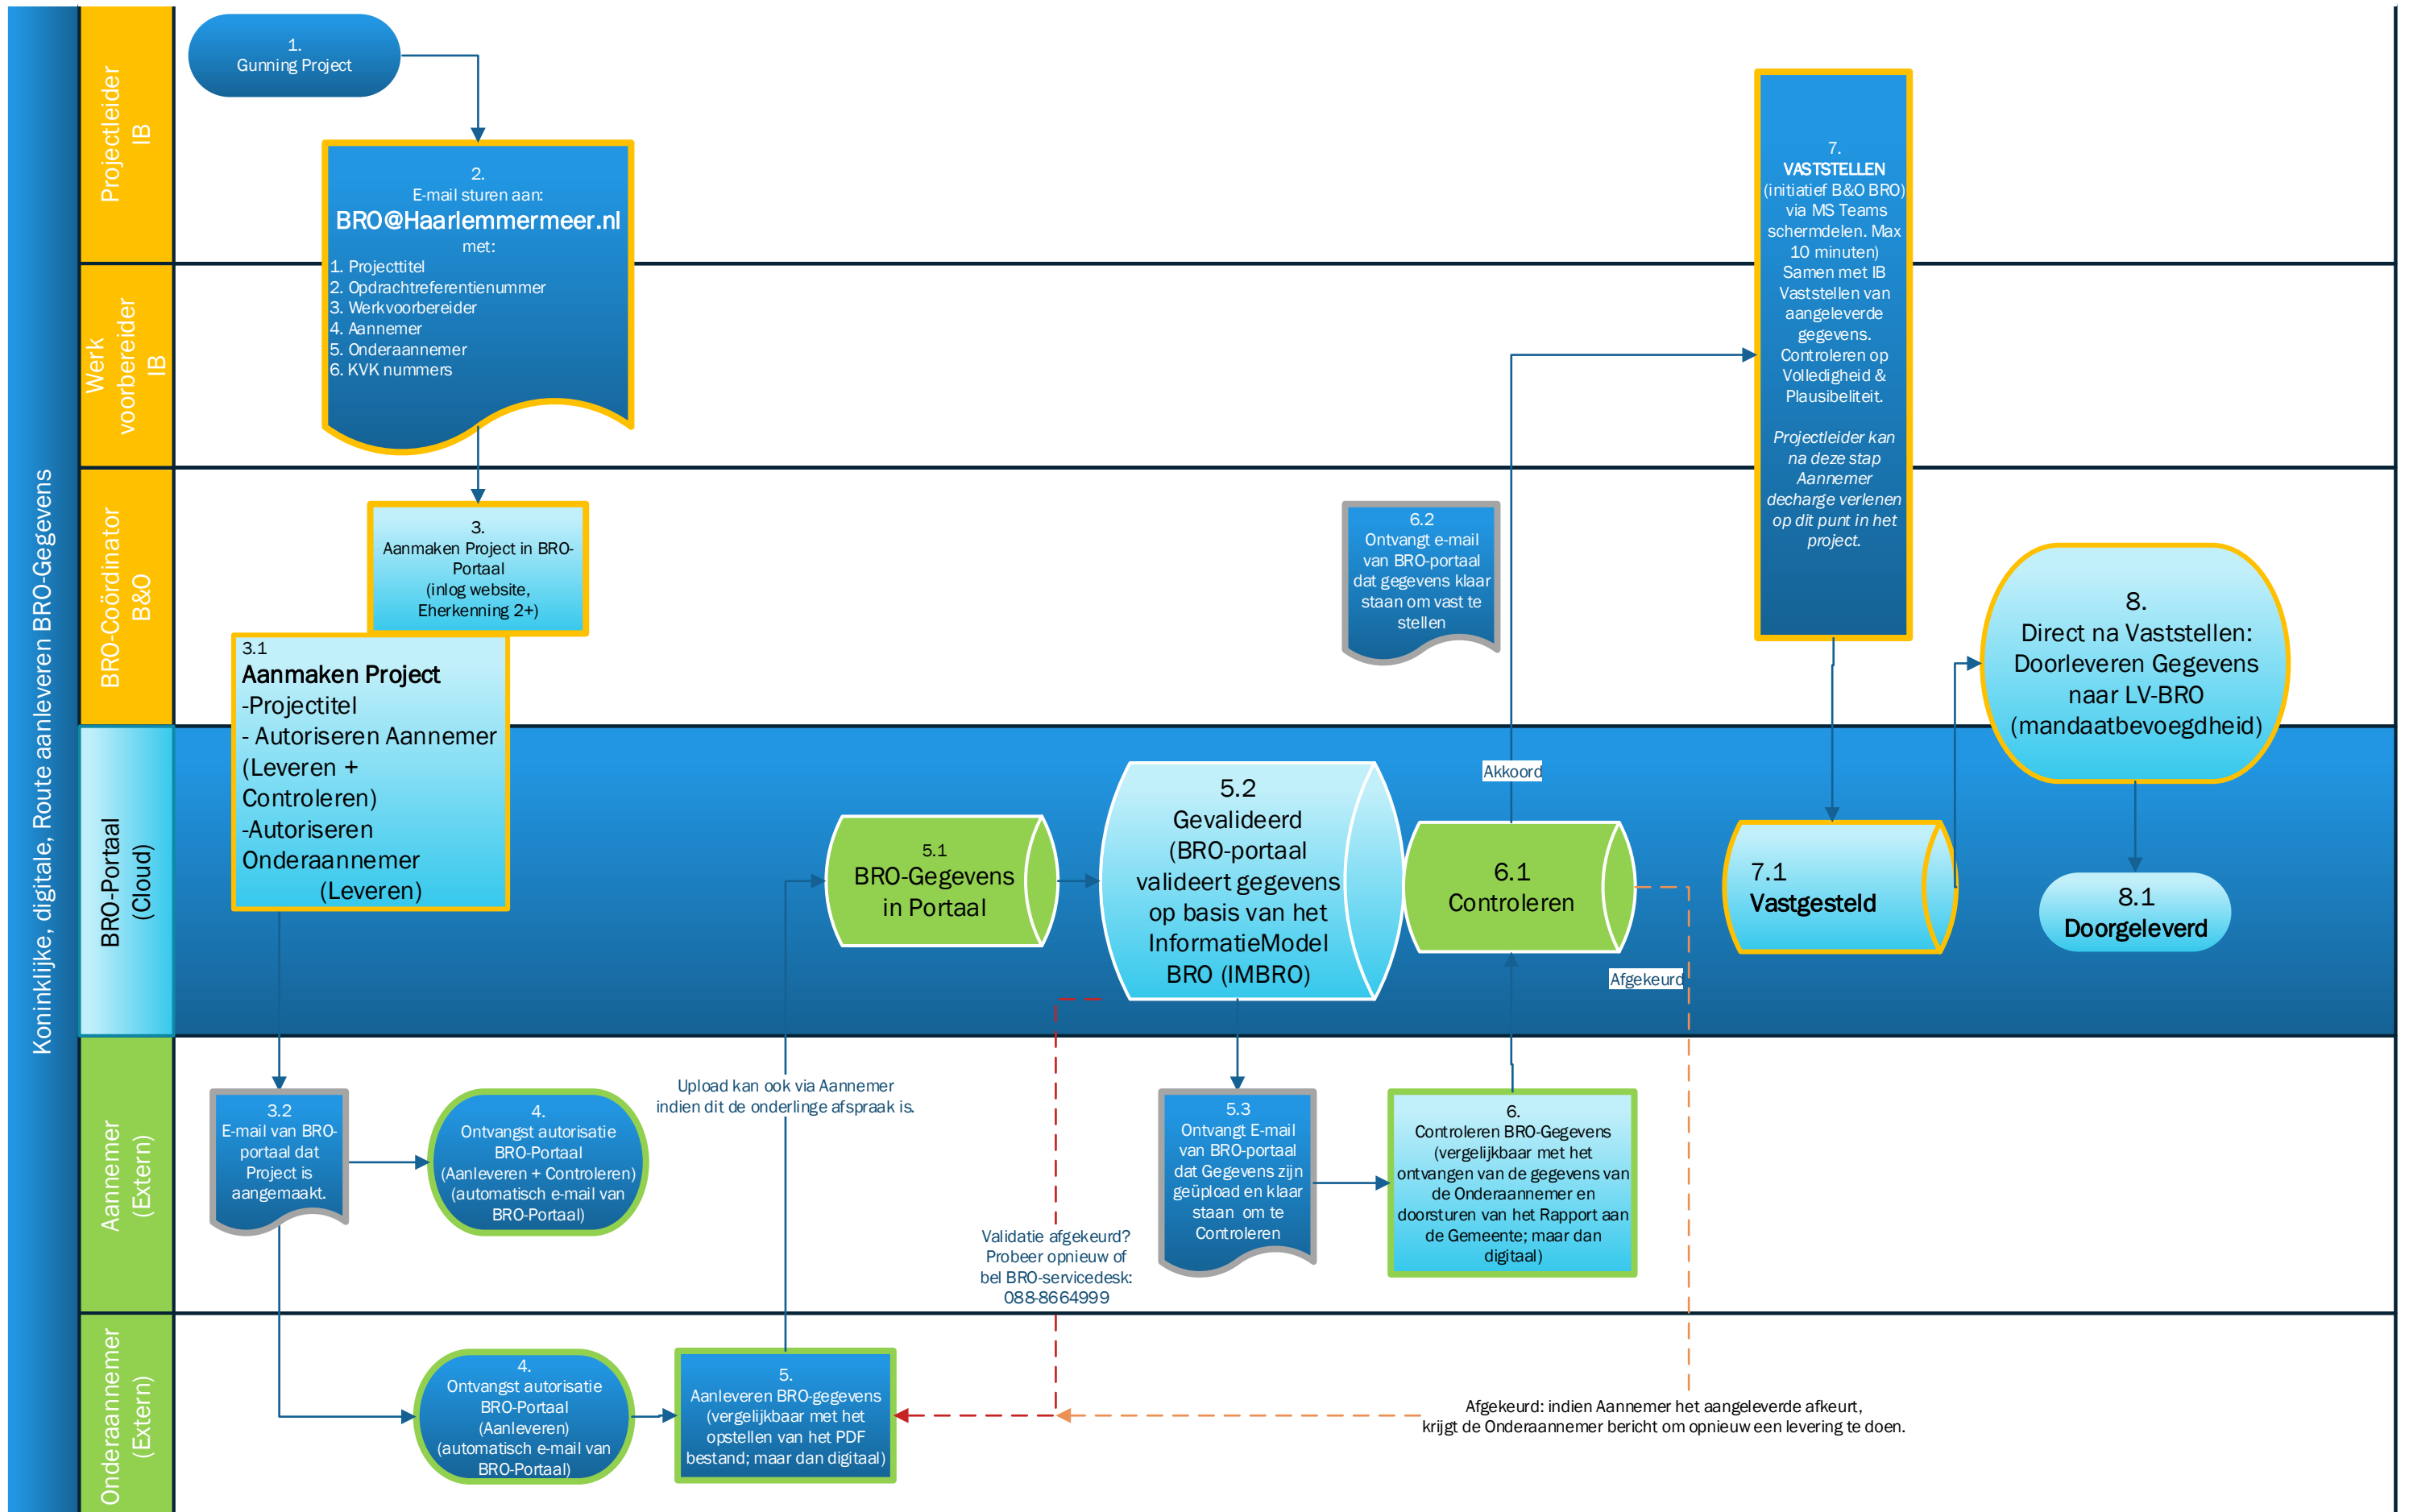 Koninklijke, digitale, Route aanleveren BRO-Gegevens
Projectleider
IB
Werk
voorbereider
IB
BRO-Coördinator
B&O
BRO-Portaal
(Cloud)
Aannemer
(Extern)
Onderaannemer
(Extern)
1.
Gunning Project
2.
E-mail sturen aan:
BRO@Haarlemmermeer.nl
met:
1. Projecttitel
2. Opdrachtreferentienummer
3. Werkvoorbereider
4. Aannemer
5. Onderaannemer
6. KVK nummers
3.
Aanmaken Project in BRO-
Portaal
(inlog website,
Eherkenning 2+)
3.1
Aanmaken Project
-Projectitel
- Autoriseren Aannemer
(Leveren +
Controleren)
-Autoriseren
Onderaannemer
(Leveren)
3.2
E-mail van BRO-
portaal dat
Project is
aangemaakt.
4.
Ontvangst autorisatie
BRO-Portaal
(Aanleveren + Controleren)
(automatisch e-mail van
BRO-Portaal)
4.
Ontvangst autorisatie
BRO-Portaal
(Aanleveren)
(automatisch e-mail van
BRO-Portaal)
5.
Aanleveren BRO-gegevens
(vergelijkbaar met het
opstellen van het PDF
bestand; maar dan digitaal)
Upload kan ook via Aannemer
indien dit de onderlinge afspraak is.
5.1
BRO-Gegevens
in Portaal
5.2
Gevalideerd
(BRO-portaal
valideert gegevens
op basis van het
InformatieModel
BRO (IMBRO)
Validatie afgekeurd?
Probeer opnieuw of
bel BRO-servicedesk:
088-8664999
5.3
Ontvangt E-mail
van BRO-portaal
dat Gegevens zijn
geüpload en klaar
staan om te
Controleren
6.
Controleren BRO-Gegevens
(vergelijkbaar met het
ontvangen van de gegevens van
de Onderaannemer en
doorsturen van het Rapport aan
de Gemeente; maar dan
digitaal)
6.1
Controleren
Akkoord
Afgekeurd
Afgekeurd: indien Aannemer het aangeleverde afkeurt,
krijgt de Onderaannemer bericht om opnieuw een levering te doen.
6.2
Ontvangt e-mail
van BRO-portaal
dat gegevens klaar
staan om vast te
stellen
7.
VASTSTELLEN
(initiatief B&O BRO)
via MS Teams
schermdelen. Max
10 minuten)
Samen met IB
Vaststellen van
aangeleverde
gegevens.
Controleren op
Volledigheid &
Plausibeliteit.
Projectleider kan
na deze stap
Aannemer
decharge verlenen
op dit punt in het
project.
7.1
Vastgesteld
8.
Direct na Vaststellen:
Doorleveren Gegevens
naar LV-BRO
(mandaatbevoegdheid)
8.1
Doorgeleverd